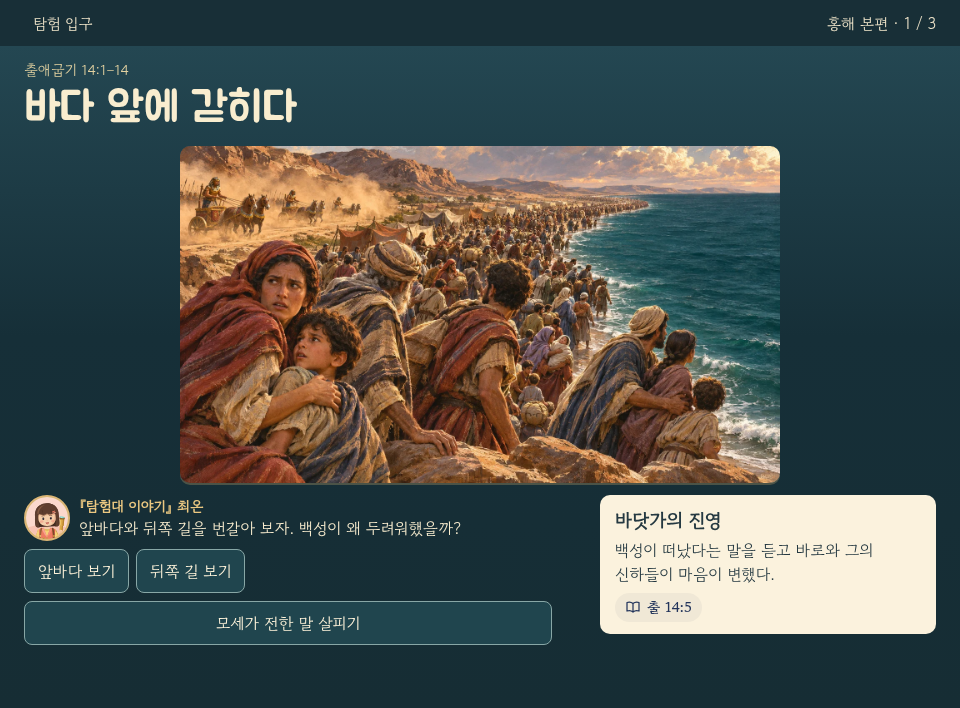 탐험 입구
홍해 본편 · 1 / 3
출애굽기 14:1–14
바다 앞에 갇히다
『탐험대 이야기』 최온
앞바다와 뒤쪽 길을 번갈아 보자. 백성이 왜 두려워했을까?
앞바다 보기
뒤쪽 길 보기
모세가 전한 말 살피기
바닷가의 진영
백성이 떠났다는 말을 듣고 바로와 그의
신하들이 마음이 변했다.
출 14:5